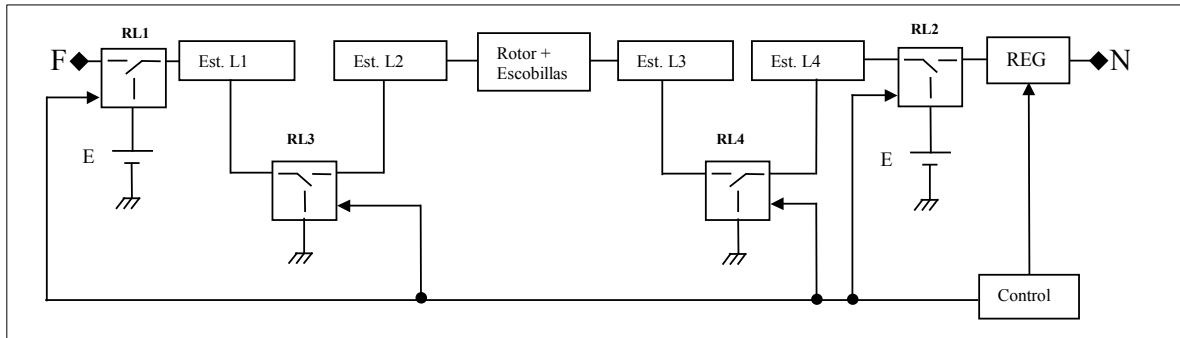 RL1
RL2
F
Est. L1
Est. L2
Rotor +
Escobillas
Est. L3
Est. L4
REG
N
RL3
RL4
E
E
Control